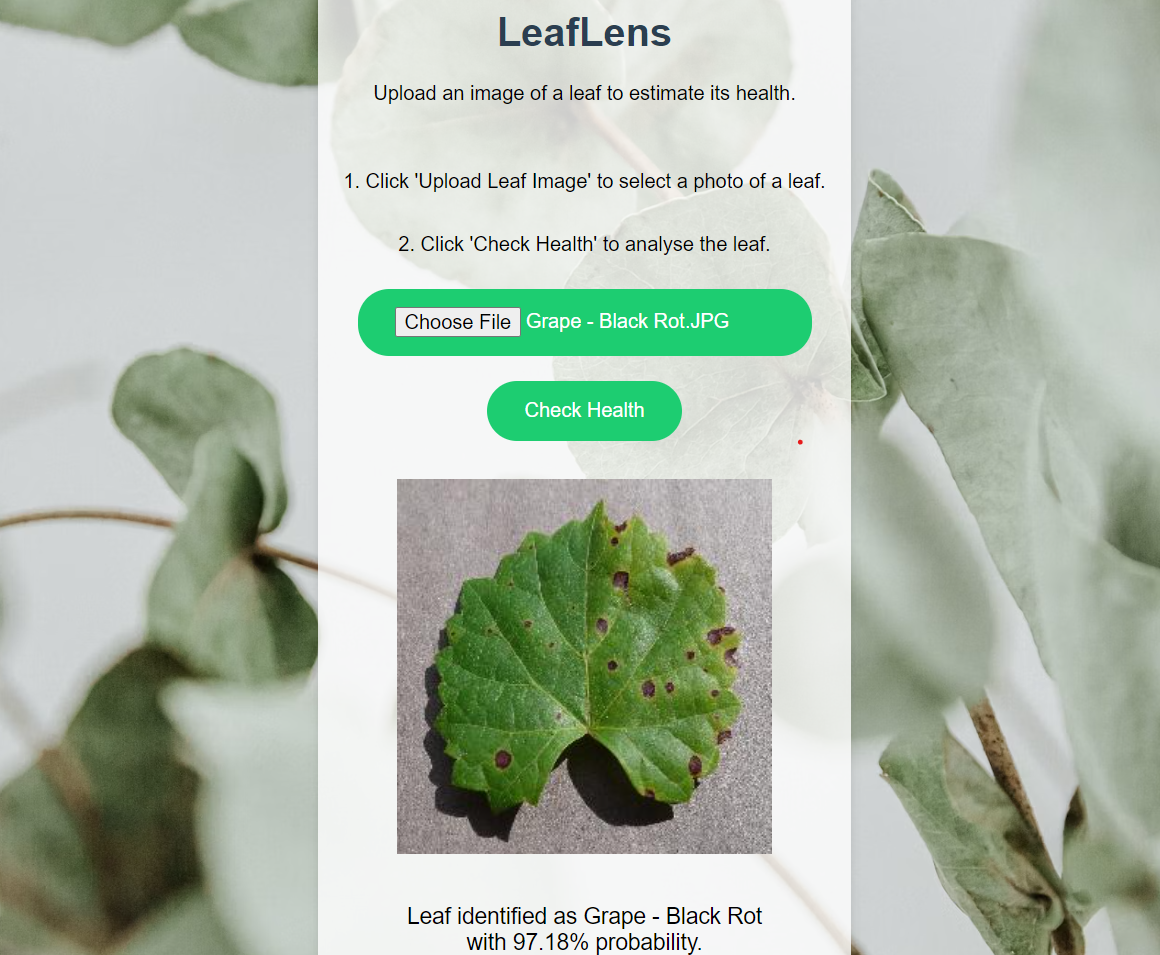 LeafLens
Upload an image of a leaf to estimate its health.
1. Click 'Upload Leaf Image' to select a photo of a leaf.
2. Click 'Check Health' to analyse the leaf.
Choose File Grape - Black Rot.JPG
Check Health
Leaf identified as Grape - Black Rot
with 97.18% probability.